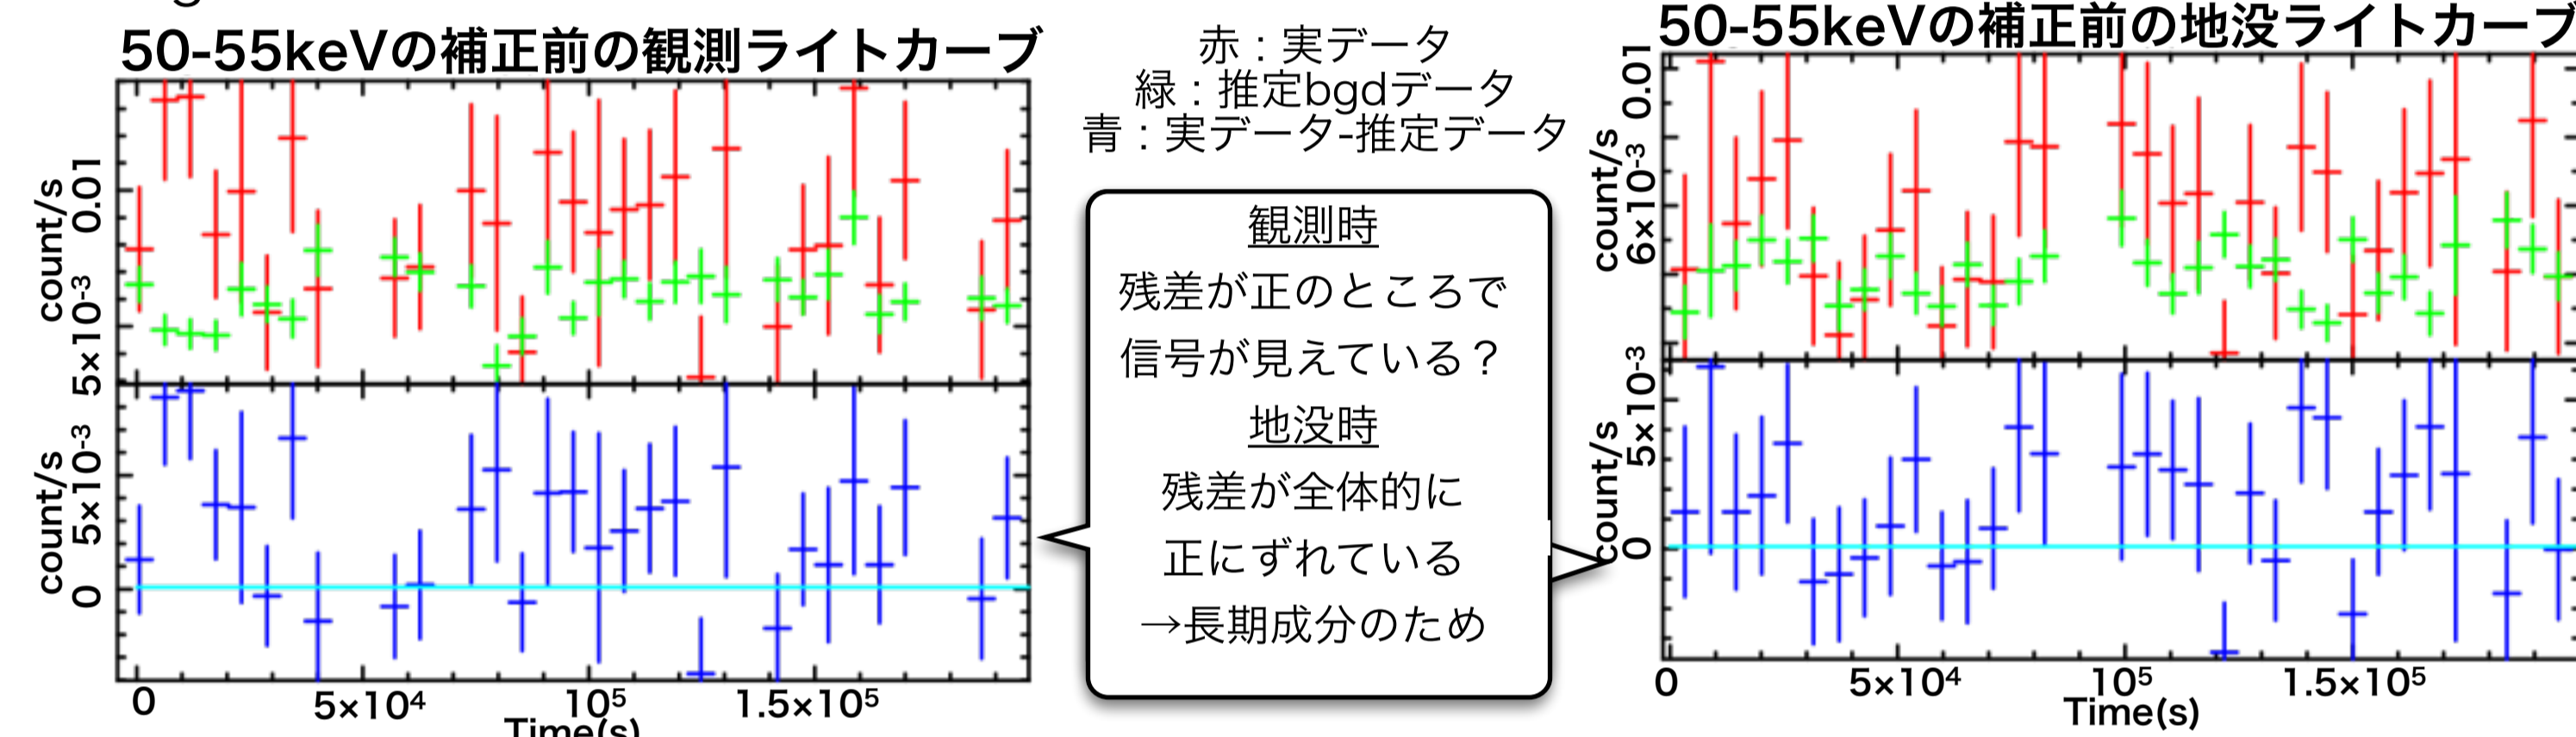 50-55keVの補正前の観測ライトカーブ
count/s
0.01
5×10-3
count/s
5×10-3
0
0
5×104
105
1.5×105
Time(s)
赤：実データ
緑：推定bgdデータ
青：実データ-推定データ
観測時
残差が正のところで
信号が見えている？
地没時
残差が全体的に
正にずれている
→長期成分のため
50-55keVの補正前の地没ライトカーブ
count/s
0.01
6×10-3
count/s
5×10-3
0
0
5×104
105
1.5×105
Time(s)